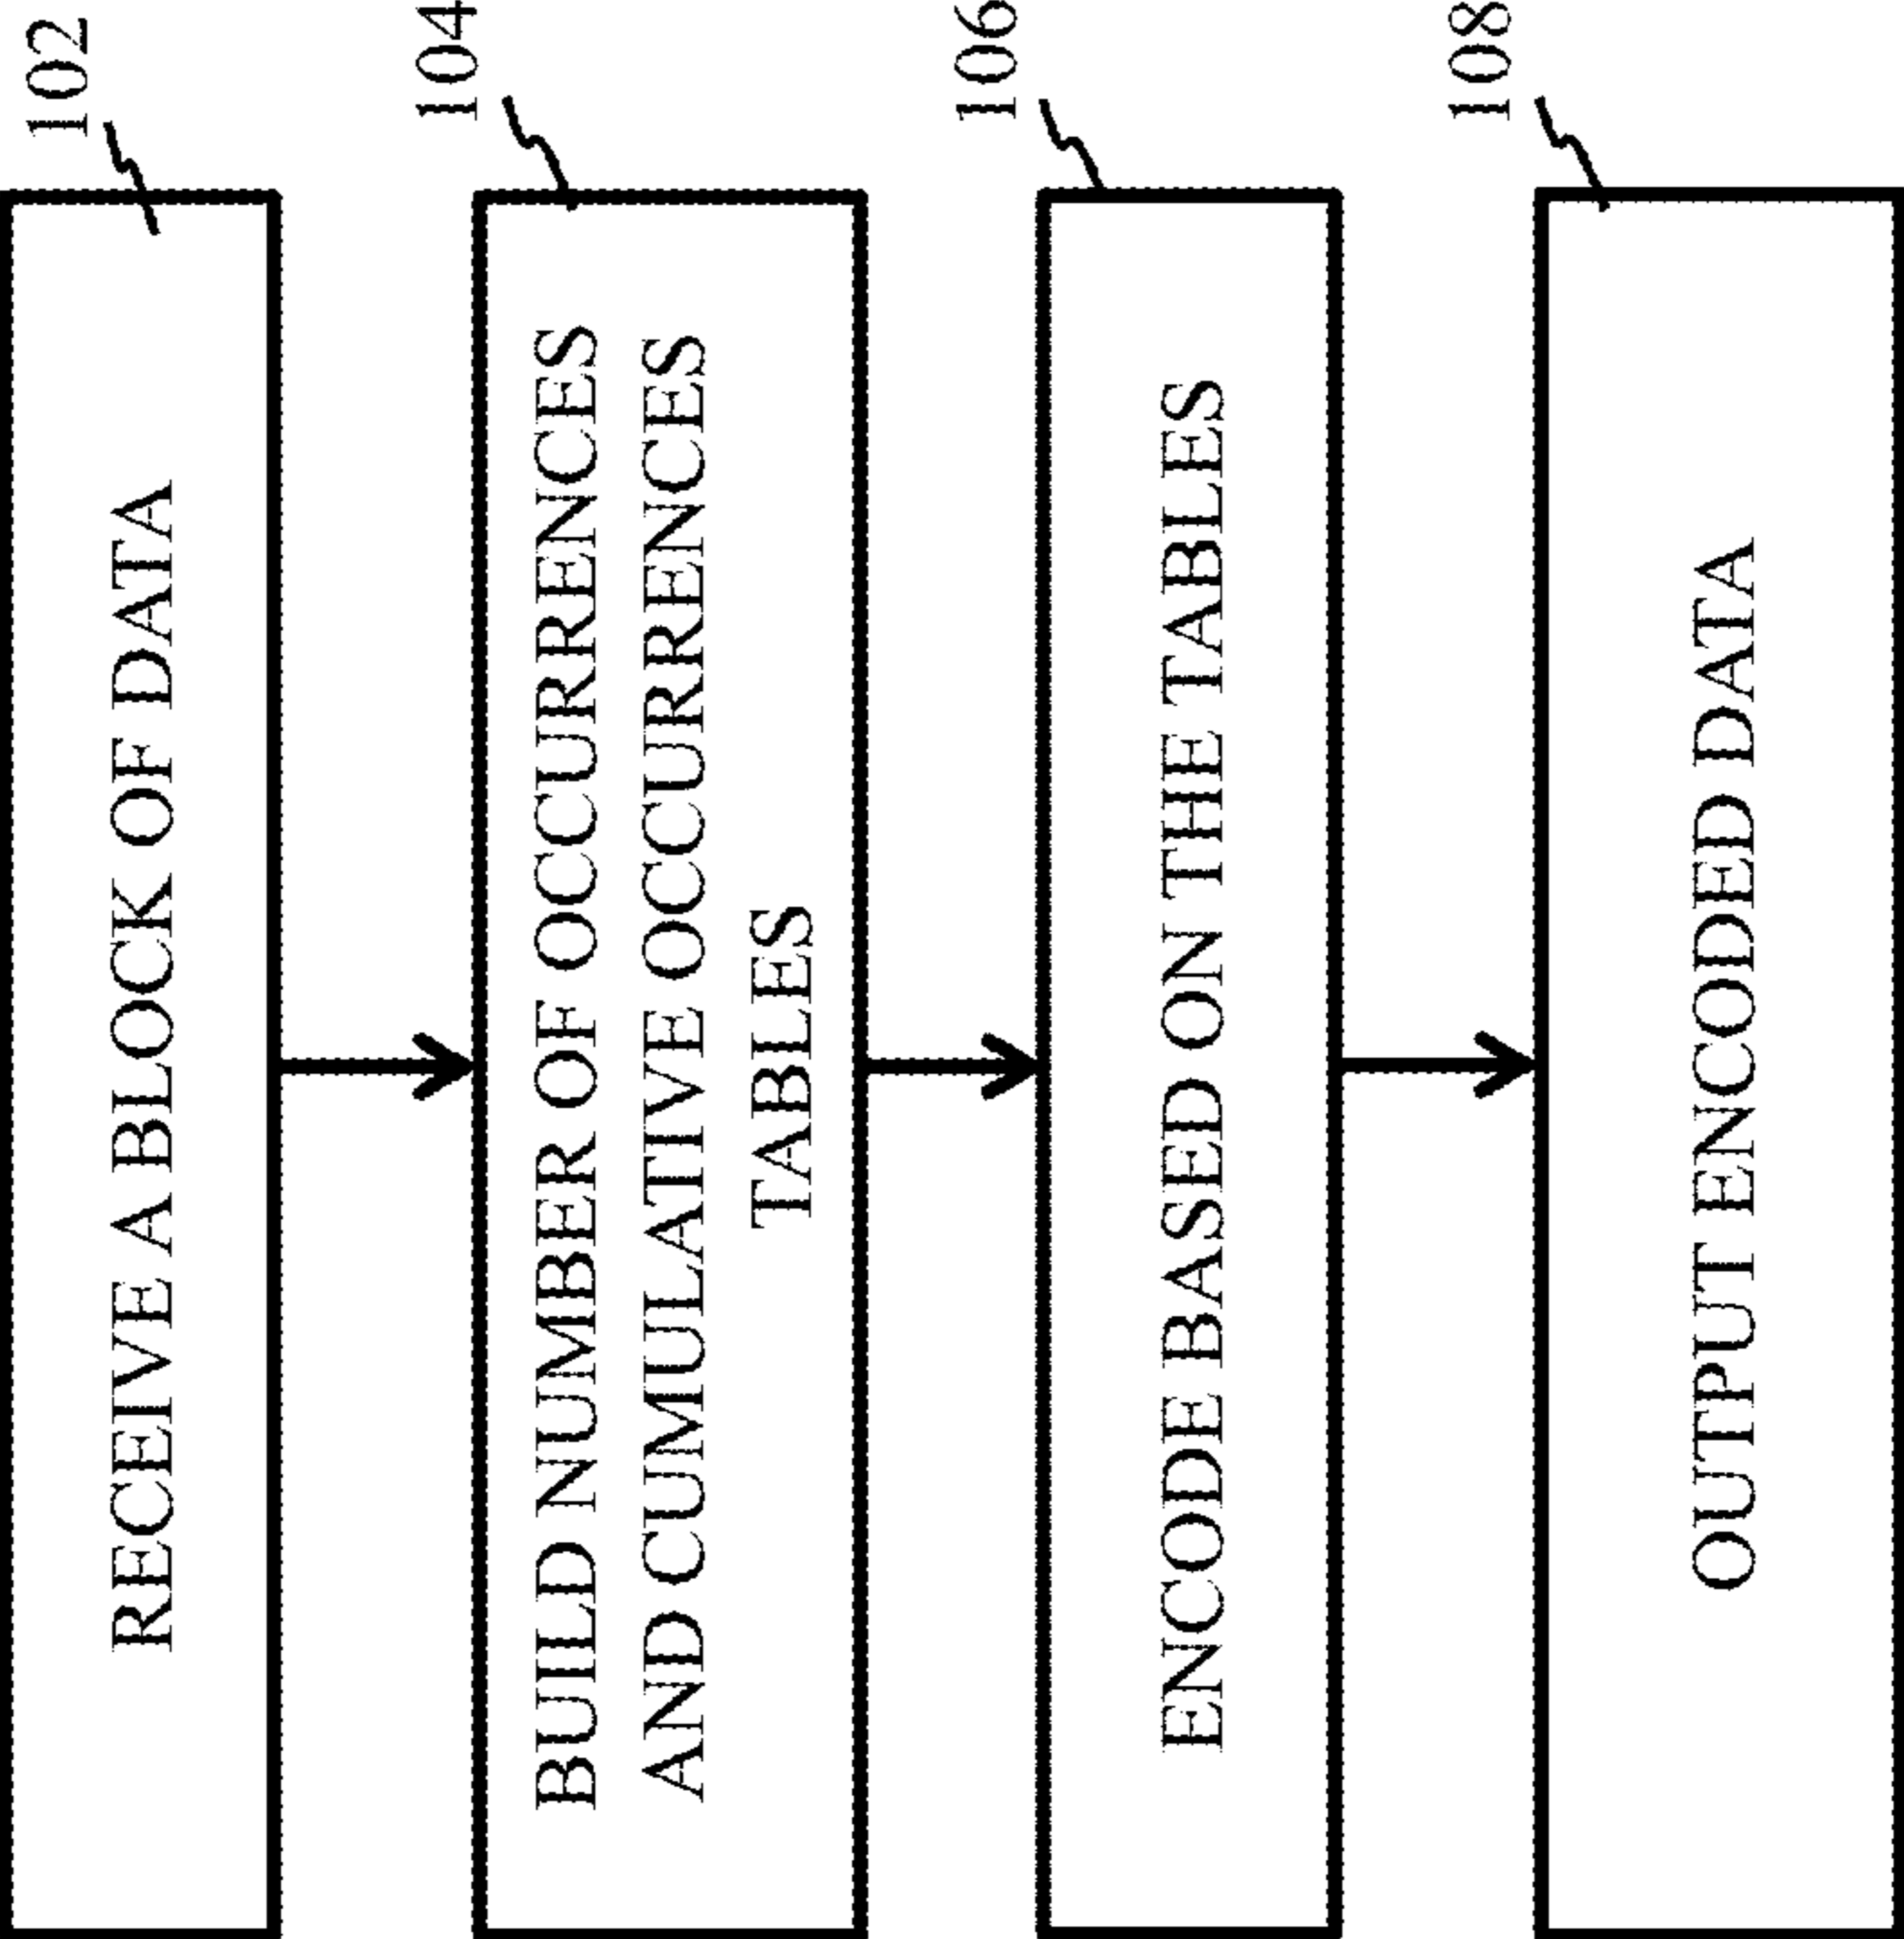 102
RECEIVE A BLOCK OF DATA
104
BUILD NUMBER OF OCCURRENCES
AND CUMULATIVE OCCURRENCES
TABLES
106
ENCODE BASED ON THE TABLES
108
OUTPUT ENCODED DATA